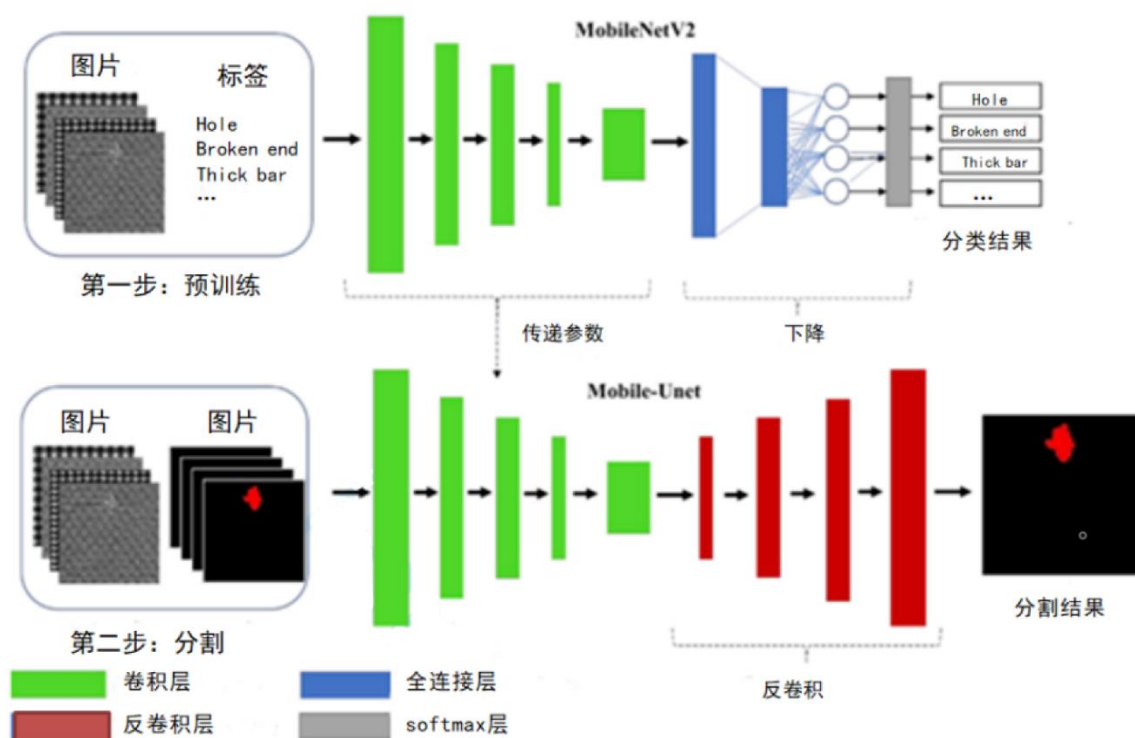 MobileNetV2
图片
标签
Hole
Broken end
Thick bar
...
Hole
Broken end
Thick bar
...
分类结果
第一步：预训练
传递参数
下降
Mobile-Unet
图片
图片
分割结果
第二步：分割
反卷积
卷积层
全连接层
反卷积层
softmax层